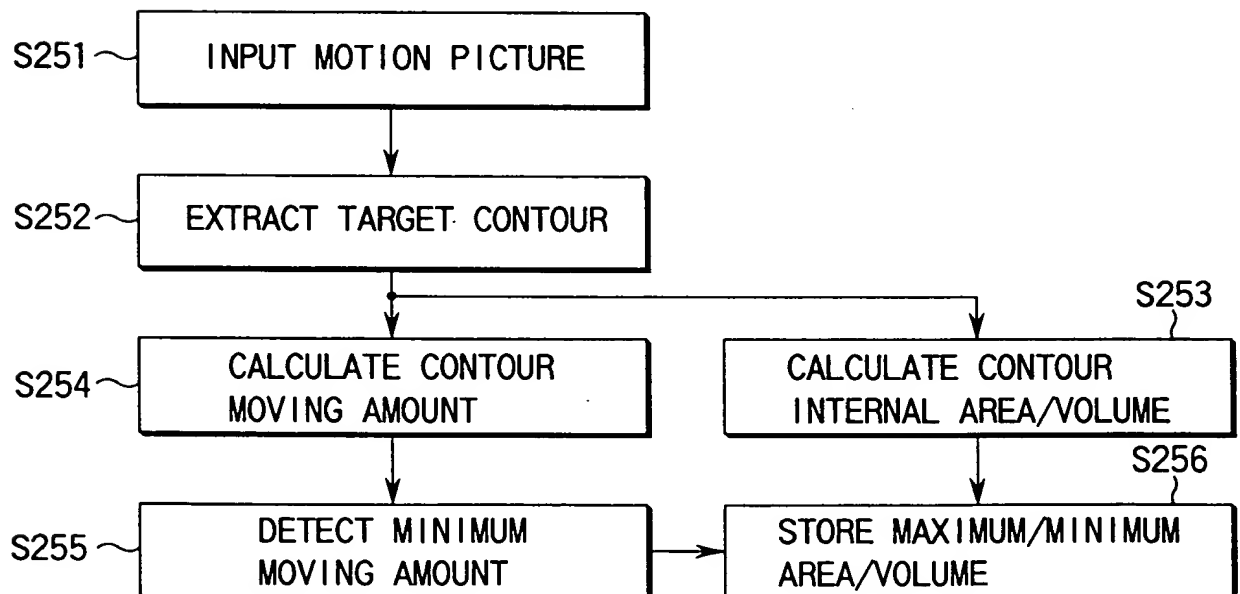 S251
INPUT MOTION PICTURE
S252
EXTRACT TARGET CONTOUR
S253
S254
CALCULATE CONTOUR
MOVING AMOUNT
CALCULATE CONTOUR
INTERNAL AREA/VOLUME
S256
S255
DETECT MINIMUM
MOVING AMOUNT
STORE MAXIMUM/MINIMUM
AREA/VOLUME